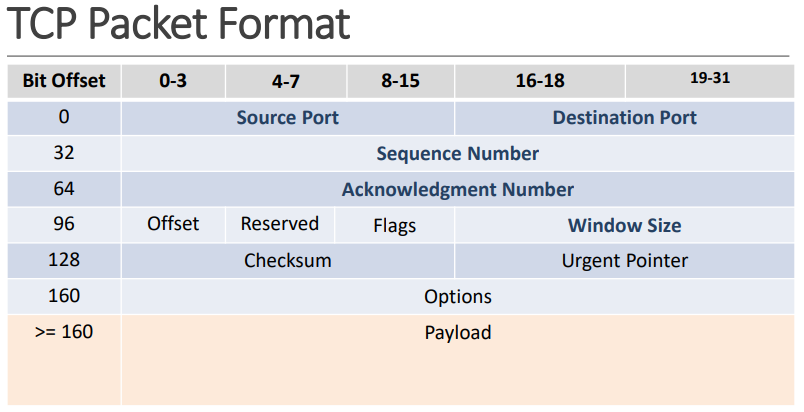 TCP Packet Format
Bit Offset 0-3 4-7 8-15 16-18 19-31
0 Source Port Destination Port
32 Sequence Number
64 Acknowledgment Number
96 Offset Reserved Flags Window Size
128 Checksum Urgent Pointer
160 Options
>= 160 Payload